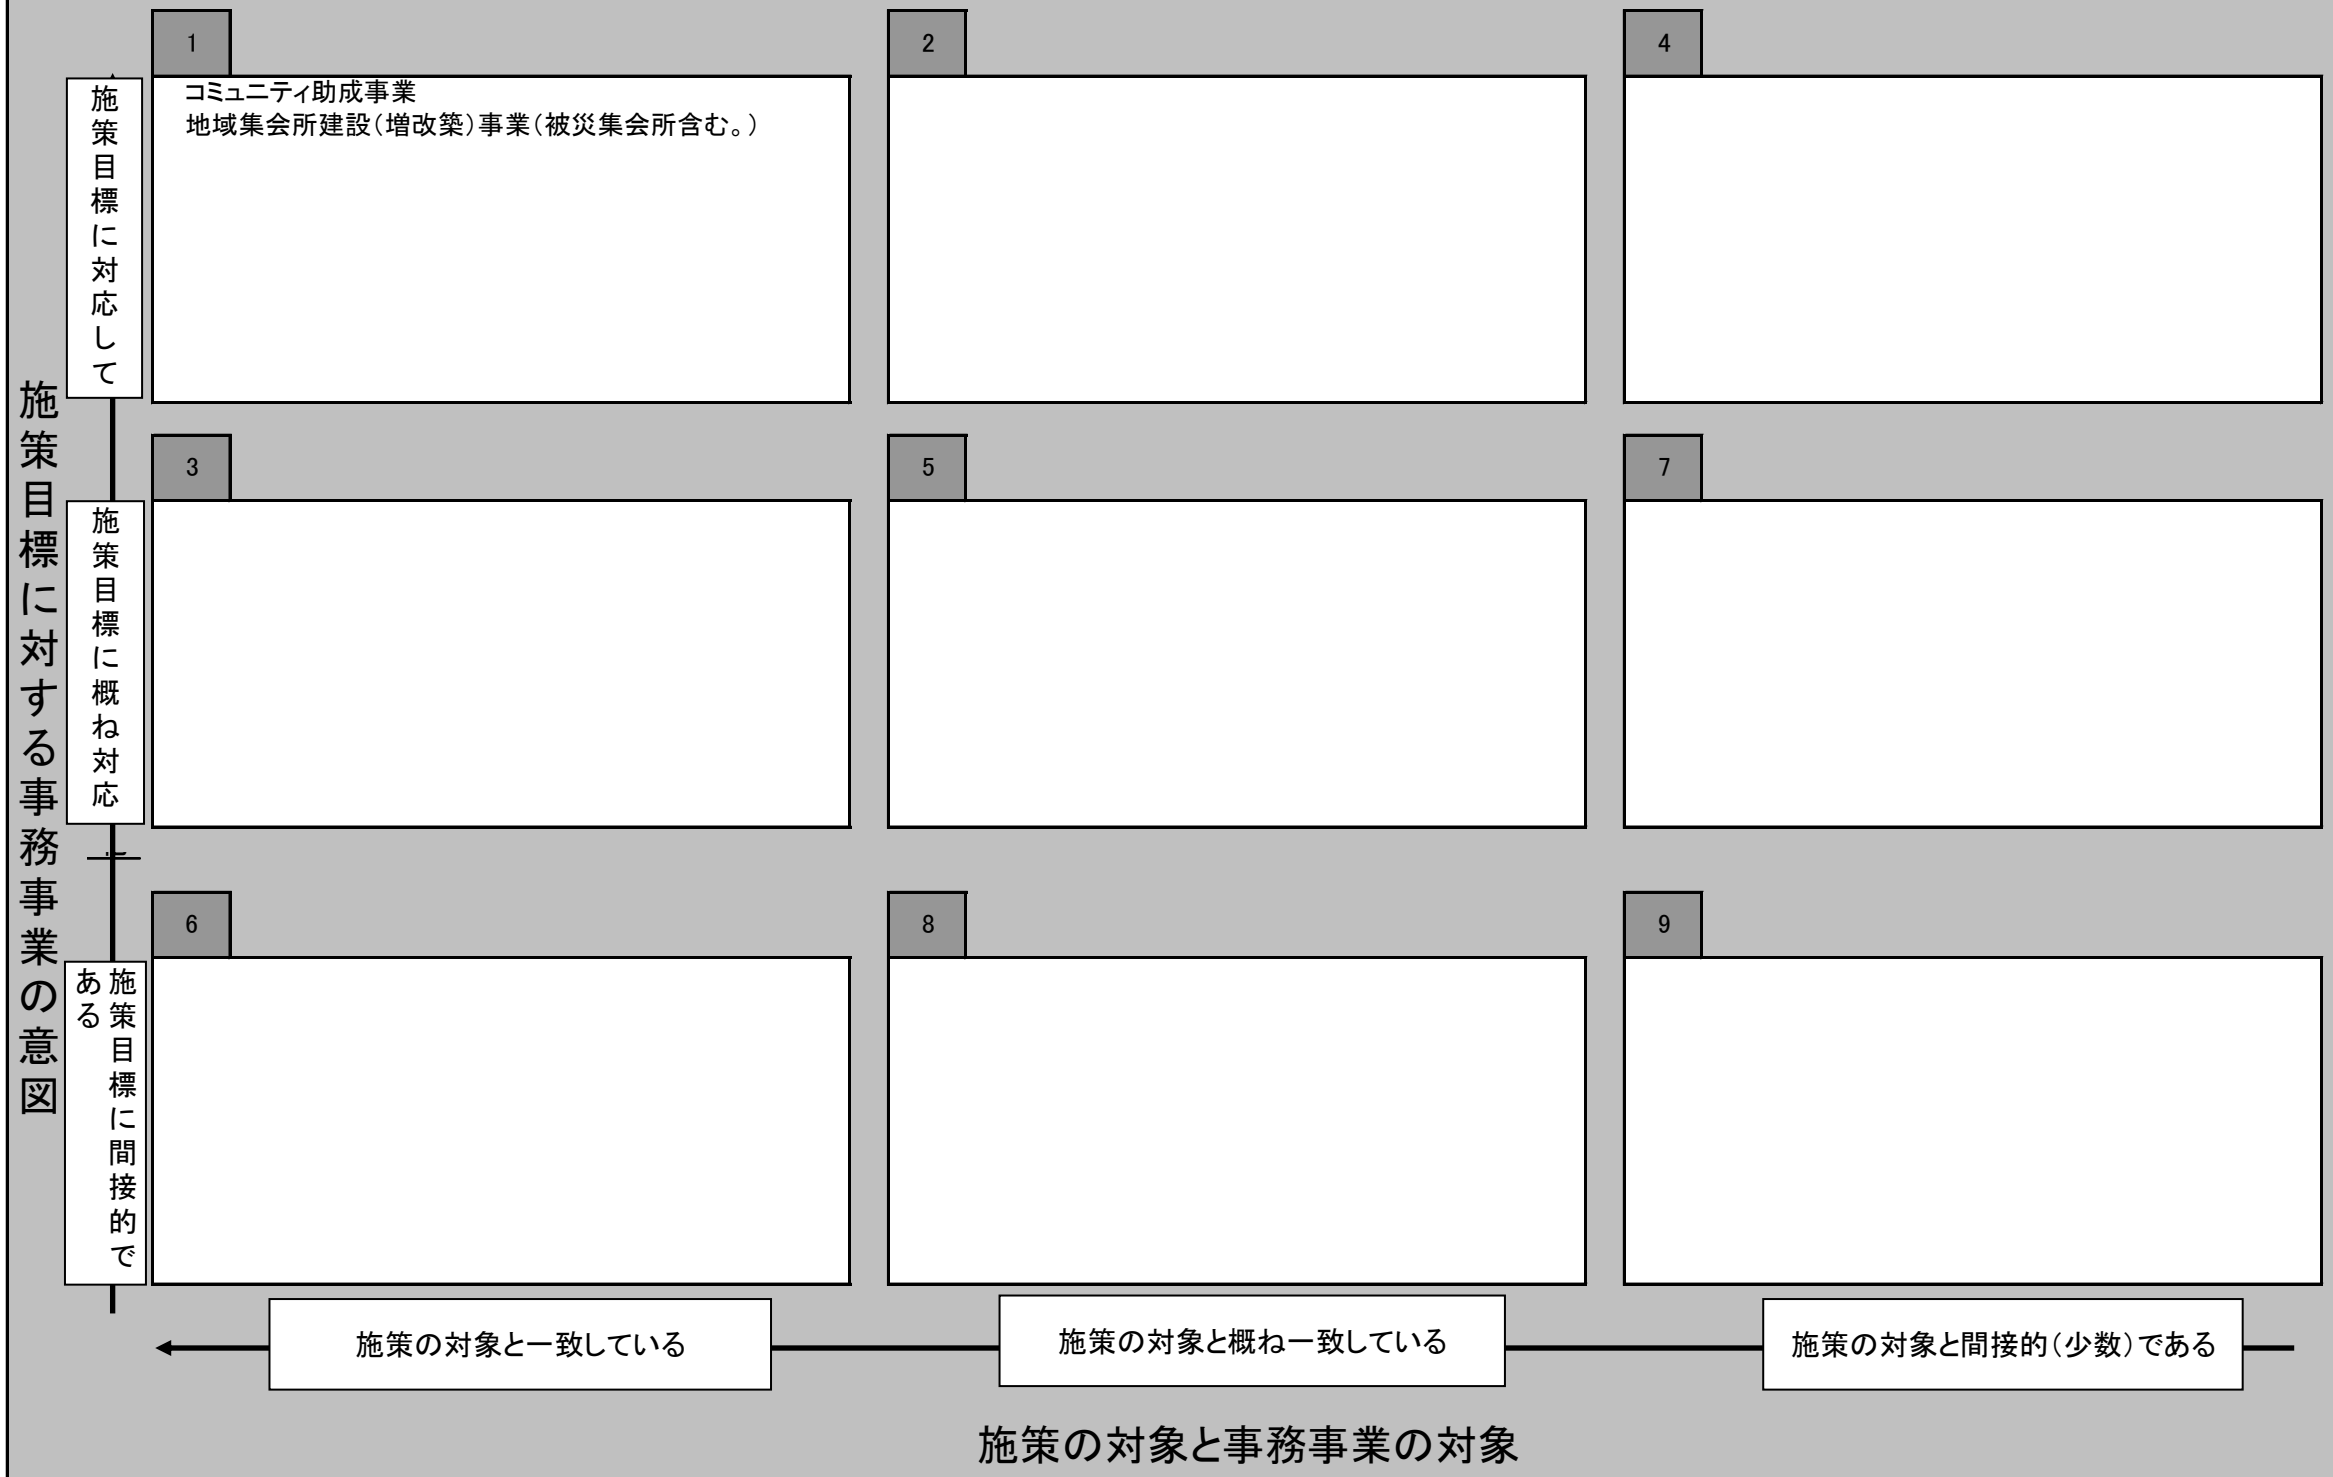 1
2
4
コミュニティ助成事業
地域集会所建設(増改築)事業(被災集会所含む。)
施策目標に対応して
3
5
7
施策目標に概ね対応
6
8
9
施策目標に間接的で
ある
施策目標に対する事務事業の意図
施策の対象と一致している
施策の対象と概ね一致している
施策の対象と間接的(少数)である
施策の対象と事務事業の対象